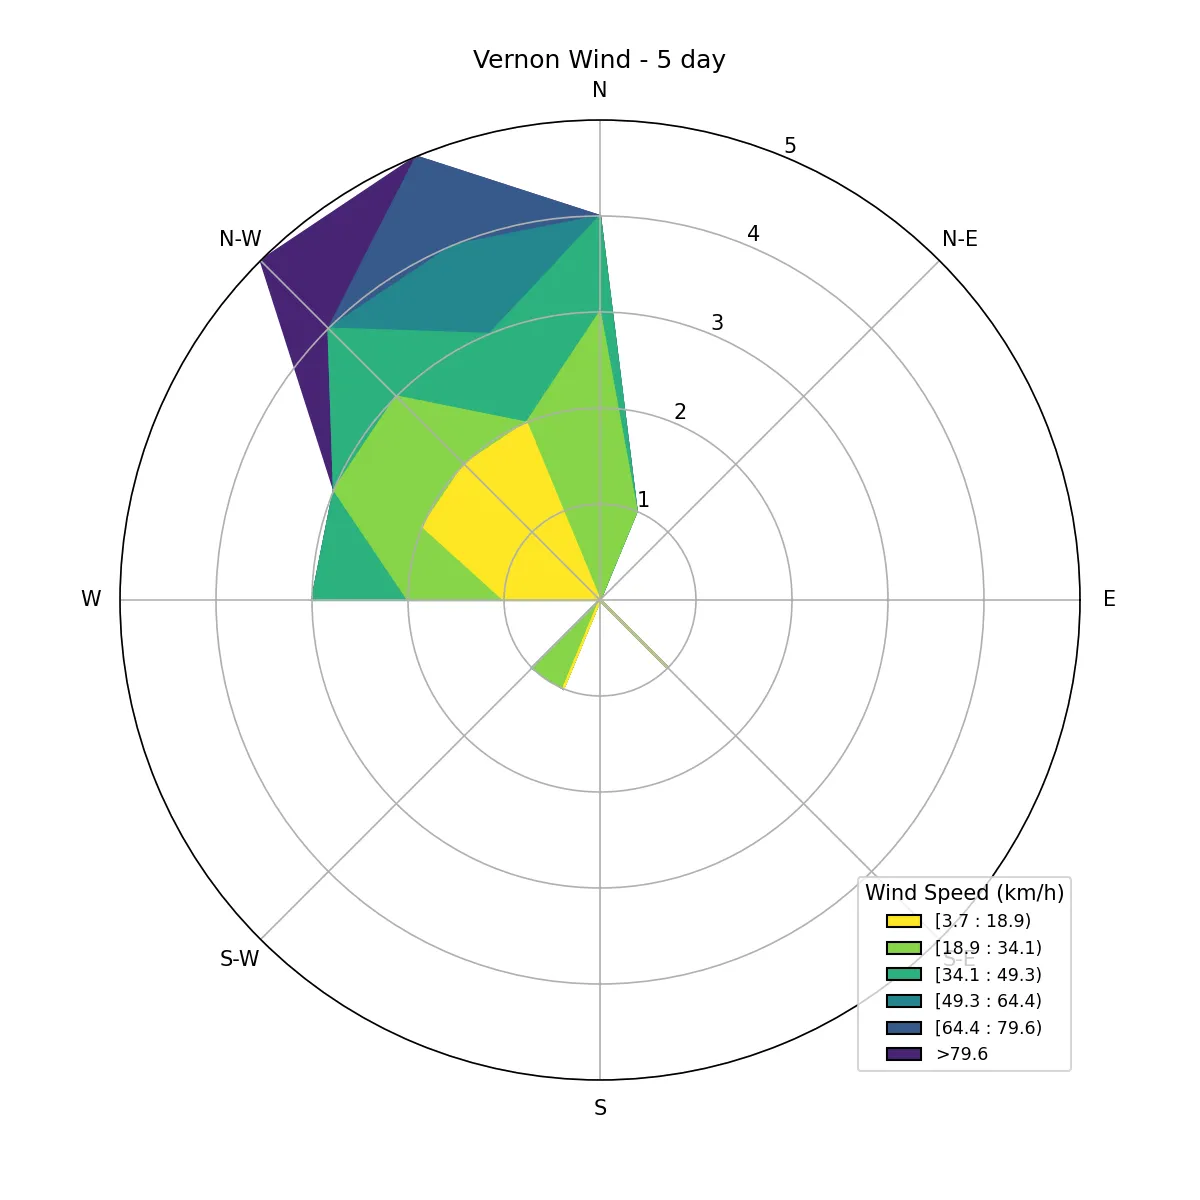 Vernon Wind - 5 day
N
5
N-W
4
N-E
3
2
1
W
E
Wind Speed (km/h)
[3.7 : 18.9)
[18.9 : 34.1)
S-W
S-E
[34.1 : 49.3)
[49.3 : 64.4)
[64.4 : 79.6)
>79.6
S